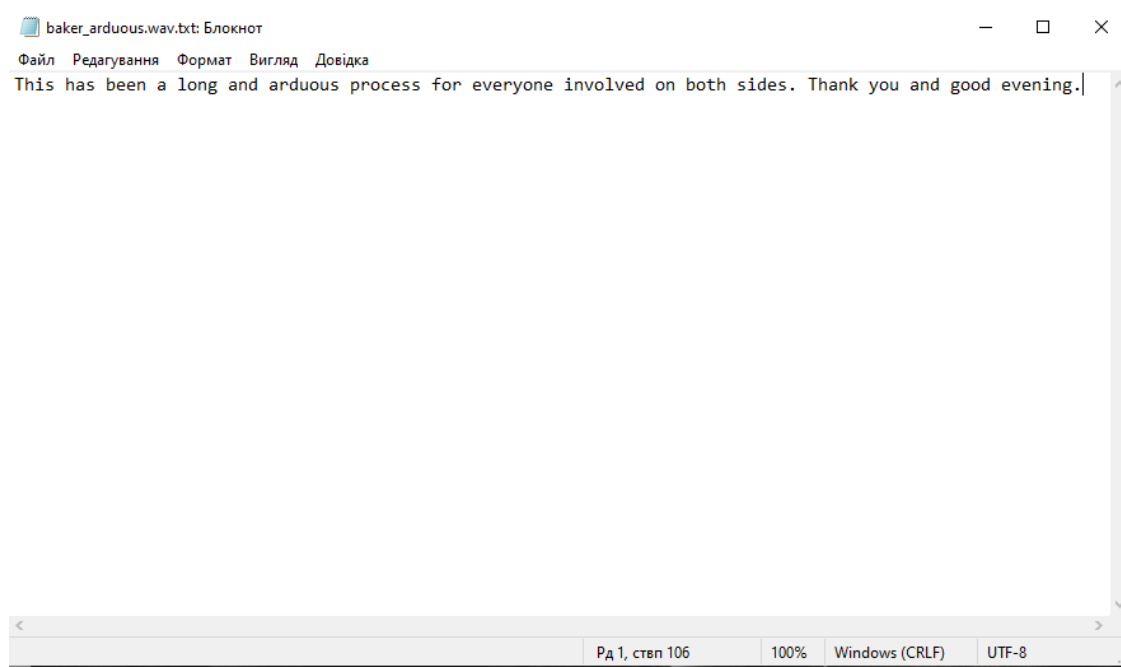 baker_arduous.wav.txt: Блокнот
Файл Редагування Формат Вигляд Довідка
This has been a long and arduous process for everyone involved on both sides. Thank you and good evening.
Рд 1, ствп 106 100% Windows (CRLF) UTF-8